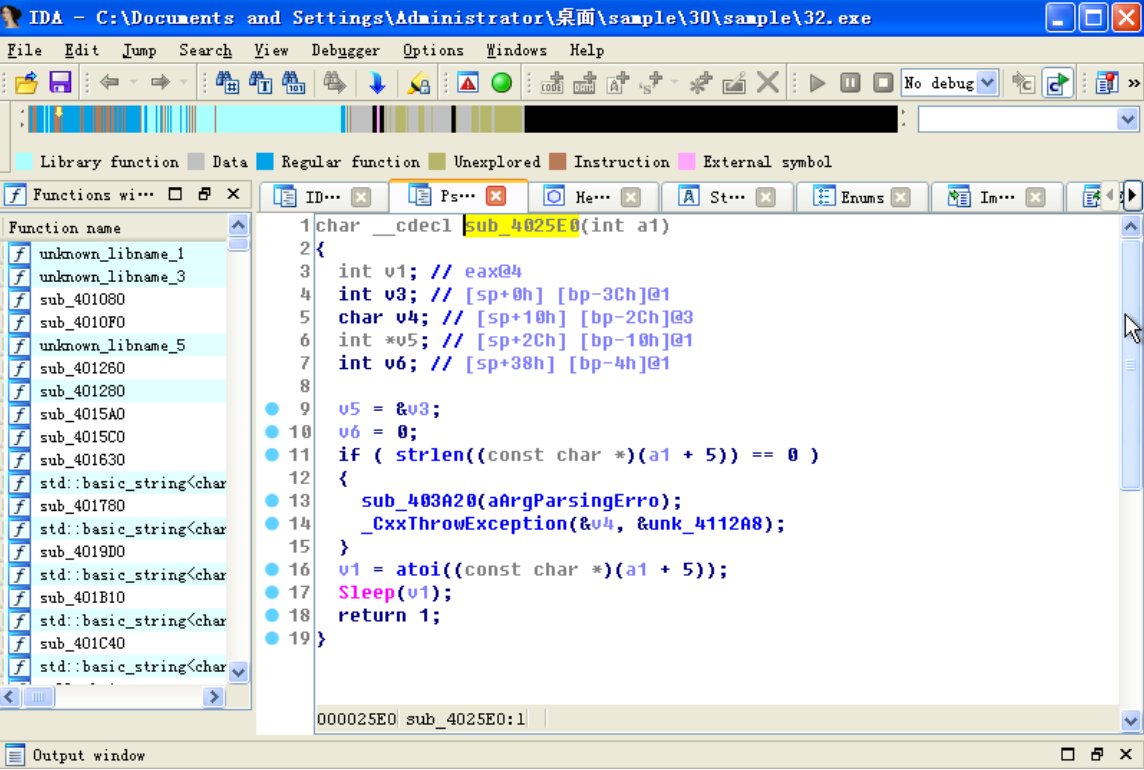 IDA - C:\Documents and Settings\Administrator\桌面\sample\30\sample\32.exe
File Edit Jump Search View Debugger Options Windows Help
No debug
Library function Data Regular function Unexplored Instruction External symbol
Functions wi··· ID··· Ps··· He··· St··· Enums Im···
Function name
unknown_libname_1
unknown_libname_3
sub_401080
sub_4010F0
unknown_libname_5
sub_401260
sub_401280
sub_4015A0
sub_4015C0
sub_401630
std::basic_string<char
sub_401780
std::basic_string<char
sub_4019D0
std::basic_string<char
sub_401B10
std::basic_string<char
sub_401C40
std::basic_string<char
1 char __cdecl sub_4025E0(int a1)
2 {
3 int v1; // eax@4
4 int v3; // [sp+0h] [bp-3Ch]@1
5 char v4; // [sp+10h] [bp-2Ch]@3
6 int *v5; // [sp+2Ch] [bp-10h]@1
7 int v6; // [sp+38h] [bp-4h]@1
8
9 v5 = &v3;
10 v6 = 0;
11 if ( strlen((const char *)(a1 + 5)) == 0 )
12 {
13 sub_403A20(aArgParsingErro);
14 _CxxThrowException(&v4, &unk_4112A8);
15 }
16 v1 = atoi((const char *)(a1 + 5));
17 Sleep(v1);
18 return 1;
19 }
000025E0 sub_4025E0:1
Output window